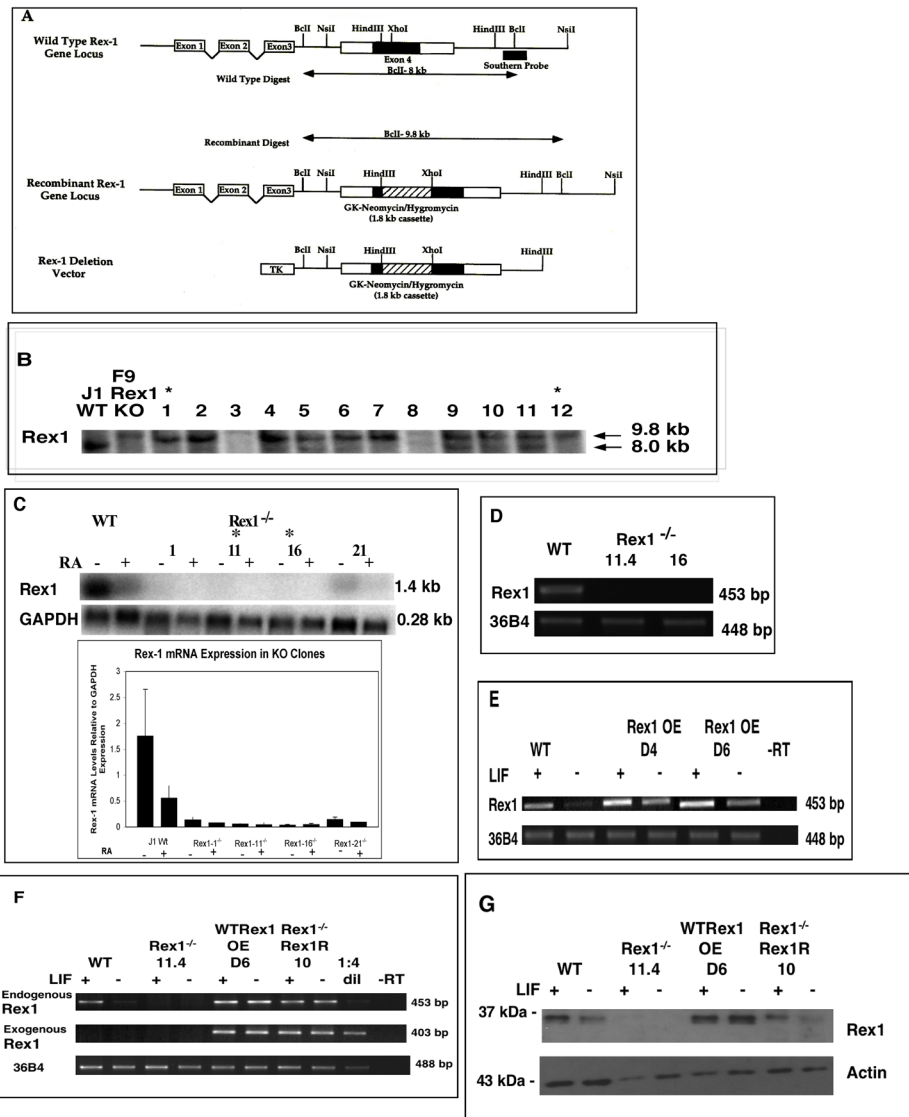 A
BclI NsiI HindIII XhoI HindIII BclI NsiI
Wild Type Rex-1
Gene Locus
Exon 1 Exon 2 Exon3
Exon 4
Southern Probe
BclI- 8 kb
Wild Type Digest
BclI- 9.8 kb
Recombinant Digest
BclI NsiI HindIII XhoI HindIII BclI NsiI
Recombinant Rex-1
Gene Locus
Exon 1 Exon 2 Exon3
GK-Neomycin/Hygromycin
(1.8 kb cassette)
BclI NsiI HindIII XhoI HindIII
Rex-1 Deletion
Vector
TK
GK-Neomycin/Hygromycin
(1.8 kb cassette)
B
F9
J1 Rex1 * *
WT KO 1 2 3 4 5 6 7 8 9 10 11 12
Rex1
9.8 kb
8.0 kb
C
WT Rex1 -/-
* *
1 11 16 21
RA - + - + - + - + - +
Rex1 1.4 kb
GAPDH 0.28 kb
Rex-1 mRNA Expression in KO Clones
Rex-1 mRNA Levels Relative to GAPDH
Expression
3
2.5
2
1.5
1
0.5
0
J1 Wt Rex1-1-/- Rex1-11-/- Rex1-16-/- Rex1-21-/-
RA - + - + - + - + - +
D
WT Rex1 -/-
11.4 16
Rex1 453 bp
36B4 448 bp
E
Rex1 OE Rex1 OE
WT D4 D6 -RT
LIF + - + - + -
Rex1 453 bp
36B4 448 bp
F
WTRex1 Rex1-/-
Rex1-/- OE Rex1R
WT 11.4 D6 10 1:4
LIF + - + - + - + - dil -RT
Endogenous
Rex1 453 bp
Exogenous
Rex1 403 bp
36B4 488 bp
G
WTRex1 Rex1-/-
Rex1-/- OE Rex1R
WT 11.4 D6 10
LIF + - + - + - + -
37 kDa -
Rex1
Actin
43 kDa -